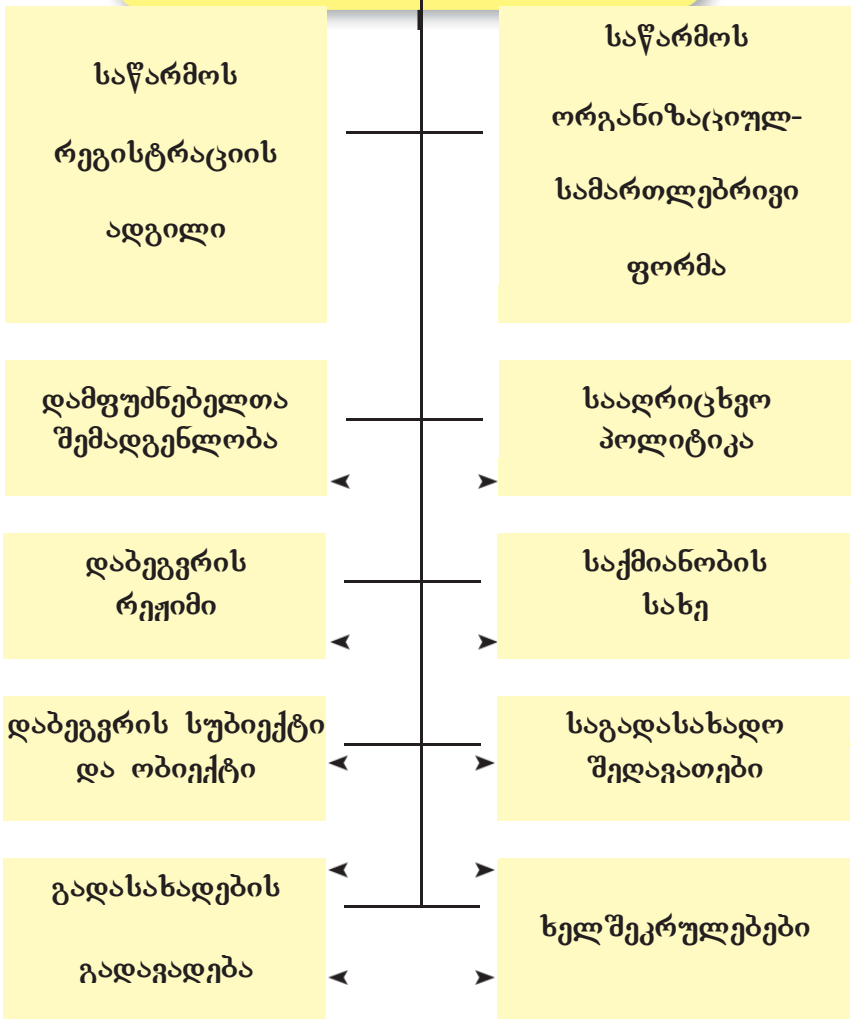 საწარმოს
რეგისტრაციის
ადგილი
საწარმოს
ორგანიზაციულ-
სამართლებრივი
ფორმა
დამფუძნებელთა
შემადგენლობა
სააღრიცხვო
პოლიტიკა
დაბეგვრის
რეჟიმი
საქმიანობის
სახე
დაბეგვრის სუბიექტი
და ობიექტი
საგადასახადო
შეღავათები
გადასახადების
გადავადება
ხელშეკრულებები